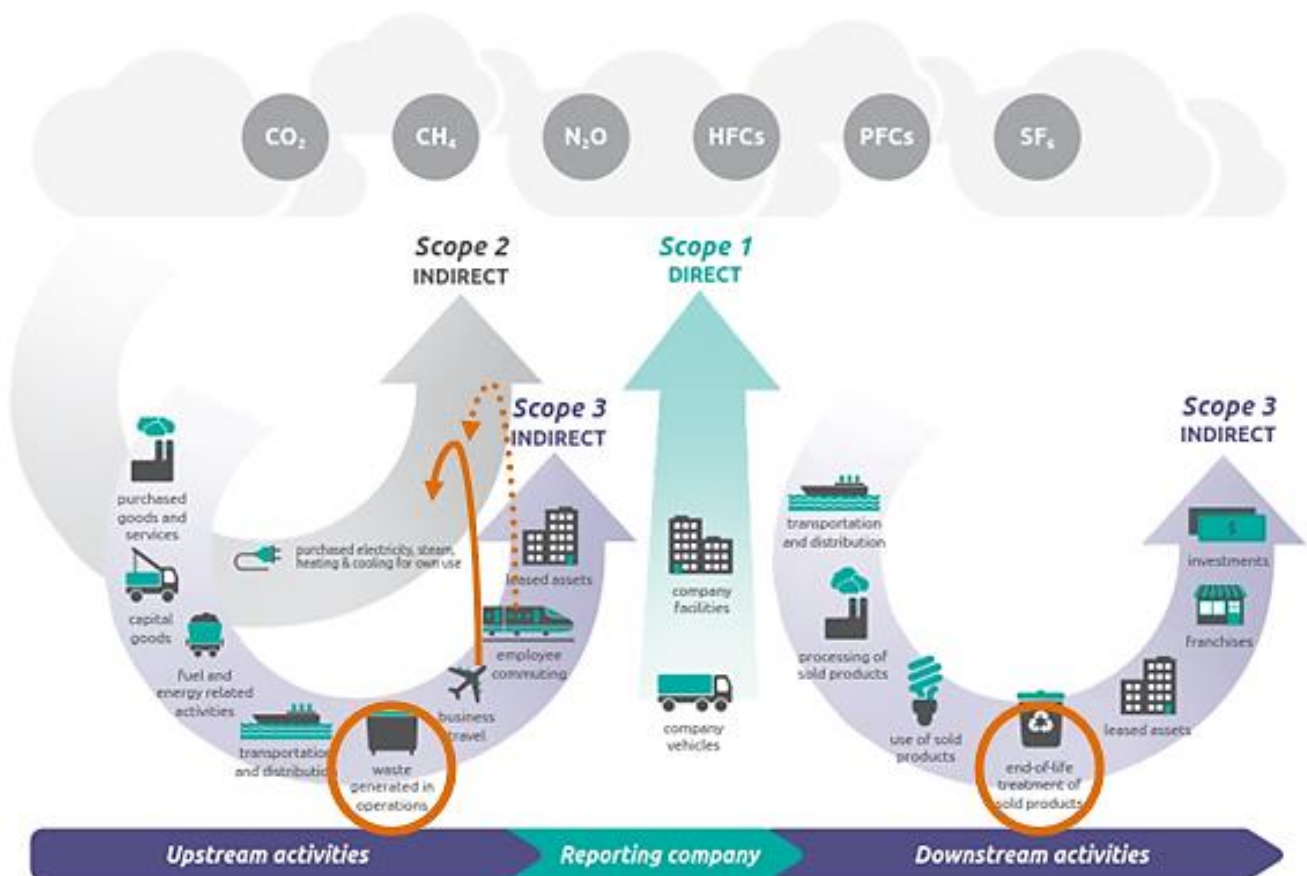 CO₂ CH₄ N₂O HFCs PFCs SF₆
Scope 2
INDIRECT
Scope 1
DIRECT
Scope 3
INDIRECT
Scope 3
INDIRECT
purchased
goods and
services
capital
goods
fuel and
energy related
activities
transportation
and distribution
waste
generated in
operations
business
travel
employee
commuting
leased assets
purchased electricity, steam,
heating & cooling for own use
company
facilities
company
vehicles
transportation
and distribution
processing of
sold products
use of sold
products
end-of-life
treatment of
sold products
leased assets
franchises
$
investments
Upstream activities
Reporting company
Downstream activities